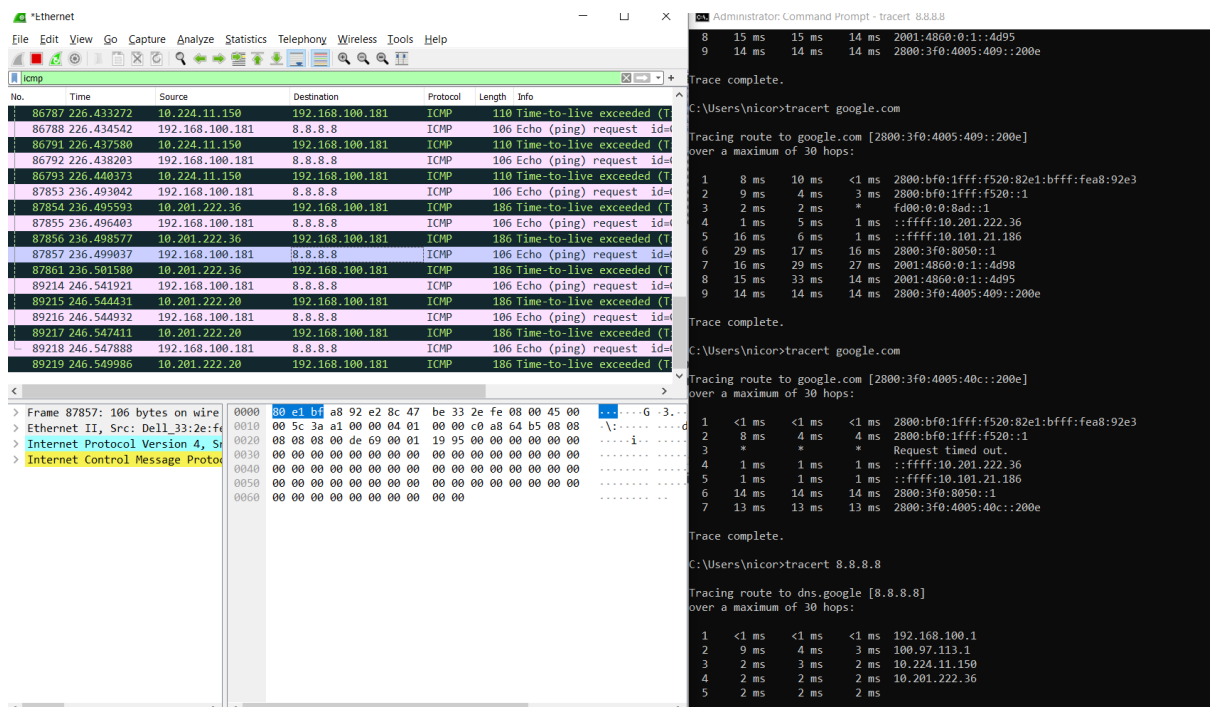 *Ethernet
File Edit View Go Capture Analyze Statistics Telephony Wireless Tools Help
icmp
No. Time Source Destination Protocol Length Info
86787 226.433272 10.224.11.150 192.168.100.181 ICMP 110 Time-to-live exceeded (T
86788 226.434542 192.168.100.181 8.8.8.8 ICMP 106 Echo (ping) request id=
86791 226.437580 10.224.11.150 192.168.100.181 ICMP 110 Time-to-live exceeded (T
86792 226.438203 192.168.100.181 8.8.8.8 ICMP 106 Echo (ping) request id=
86793 226.440373 10.224.11.150 192.168.100.181 ICMP 110 Time-to-live exceeded (T
87853 236.493042 192.168.100.181 8.8.8.8 ICMP 106 Echo (ping) request id=
87854 236.495593 10.201.222.36 192.168.100.181 ICMP 186 Time-to-live exceeded (T
87855 236.496403 192.168.100.181 8.8.8.8 ICMP 106 Echo (ping) request id=
87856 236.498577 10.201.222.36 192.168.100.181 ICMP 186 Time-to-live exceeded (T
87857 236.499037 192.168.100.181 8.8.8.8 ICMP 106 Echo (ping) request id=
87861 236.501580 10.201.222.36 192.168.100.181 ICMP 186 Time-to-live exceeded (T
89214 246.541921 192.168.100.181 8.8.8.8 ICMP 106 Echo (ping) request id=
89215 246.544431 10.201.222.20 192.168.100.181 ICMP 186 Time-to-live exceeded (T
89216 246.544932 192.168.100.181 8.8.8.8 ICMP 106 Echo (ping) request id=
89217 246.547411 10.201.222.20 192.168.100.181 ICMP 186 Time-to-live exceeded (T
89218 246.547888 192.168.100.181 8.8.8.8 ICMP 106 Echo (ping) request id=
89219 246.549986 10.201.222.20 192.168.100.181 ICMP 186 Time-to-live exceeded (T
> Frame 87857: 106 bytes on wire
> Ethernet II, Src: Dell_33:2e:fe
> Internet Protocol Version 4, Sr
> Internet Control Message Proto
0000 80 e1 bf a8 92 e2 8c 47 be 33 2e fe 08 00 45 00 .......G .3....
0010 00 5c 3a a1 00 00 04 01 00 00 c0 a8 64 b5 08 08 .\:..... ....d
0020 08 08 08 00 de 69 00 01 19 95 00 00 00 00 00 00 .....i.. ......
0030 00 00 00 00 00 00 00 00 00 00 00 00 00 00 00 00 ........ ......
0040 00 00 00 00 00 00 00 00 00 00 00 00 00 00 00 00 ........ ......
0050 00 00 00 00 00 00 00 00 00 00 00 00 00 00 00 00 ........ ......
0060 00 00 00 00 00 00 00 00 00 00 ........ ..
Administrator: Command Prompt - tracert 8.8.8.8
8 15 ms 15 ms 14 ms 2001:4860:0:1::4d95
9 14 ms 14 ms 14 ms 2800:3f0:4005:409::200e
Trace complete.
C:\Users\nicor>tracert google.com
Tracing route to google.com [2800:3f0:4005:409::200e]
over a maximum of 30 hops:
1 8 ms 10 ms <1 ms 2800:bf0:1fff:f520:82e1:bfff:fea8:92e3
2 9 ms 4 ms 3 ms 2800:bf0:1fff:f520::1
3 2 ms 2 ms * fd00:0:0:8ad::1
4 1 ms 5 ms 1 ms ::ffff:10.201.222.36
5 16 ms 6 ms 1 ms ::ffff:10.101.21.186
6 29 ms 17 ms 16 ms 2800:3f0:8050::1
7 16 ms 29 ms 27 ms 2001:4860:0:1::4d98
8 15 ms 33 ms 14 ms 2001:4860:0:1::4d95
9 14 ms 14 ms 14 ms 2800:3f0:4005:409::200e
Trace complete.
C:\Users\nicor>tracert google.com
Tracing route to google.com [2800:3f0:4005:40c::200e]
over a maximum of 30 hops:
1 <1 ms <1 ms <1 ms 2800:bf0:1fff:f520:82e1:bfff:fea8:92e3
2 8 ms 4 ms 4 ms 2800:bf0:1fff:f520::1
3 * * * Request timed out.
4 1 ms 1 ms 1 ms ::ffff:10.201.222.36
5 1 ms 1 ms 1 ms ::ffff:10.101.21.186
6 14 ms 14 ms 14 ms 2800:3f0:8050::1
7 13 ms 13 ms 13 ms 2800:3f0:4005:40c::200e
Trace complete.
C:\Users\nicor>tracert 8.8.8.8
Tracing route to dns.google [8.8.8.8]
over a maximum of 30 hops:
1 <1 ms <1 ms <1 ms 192.168.100.1
2 9 ms 4 ms 3 ms 100.97.113.1
3 2 ms 3 ms 2 ms 10.224.11.150
4 2 ms 2 ms 2 ms 10.201.222.36
5 2 ms 2 ms 2 ms